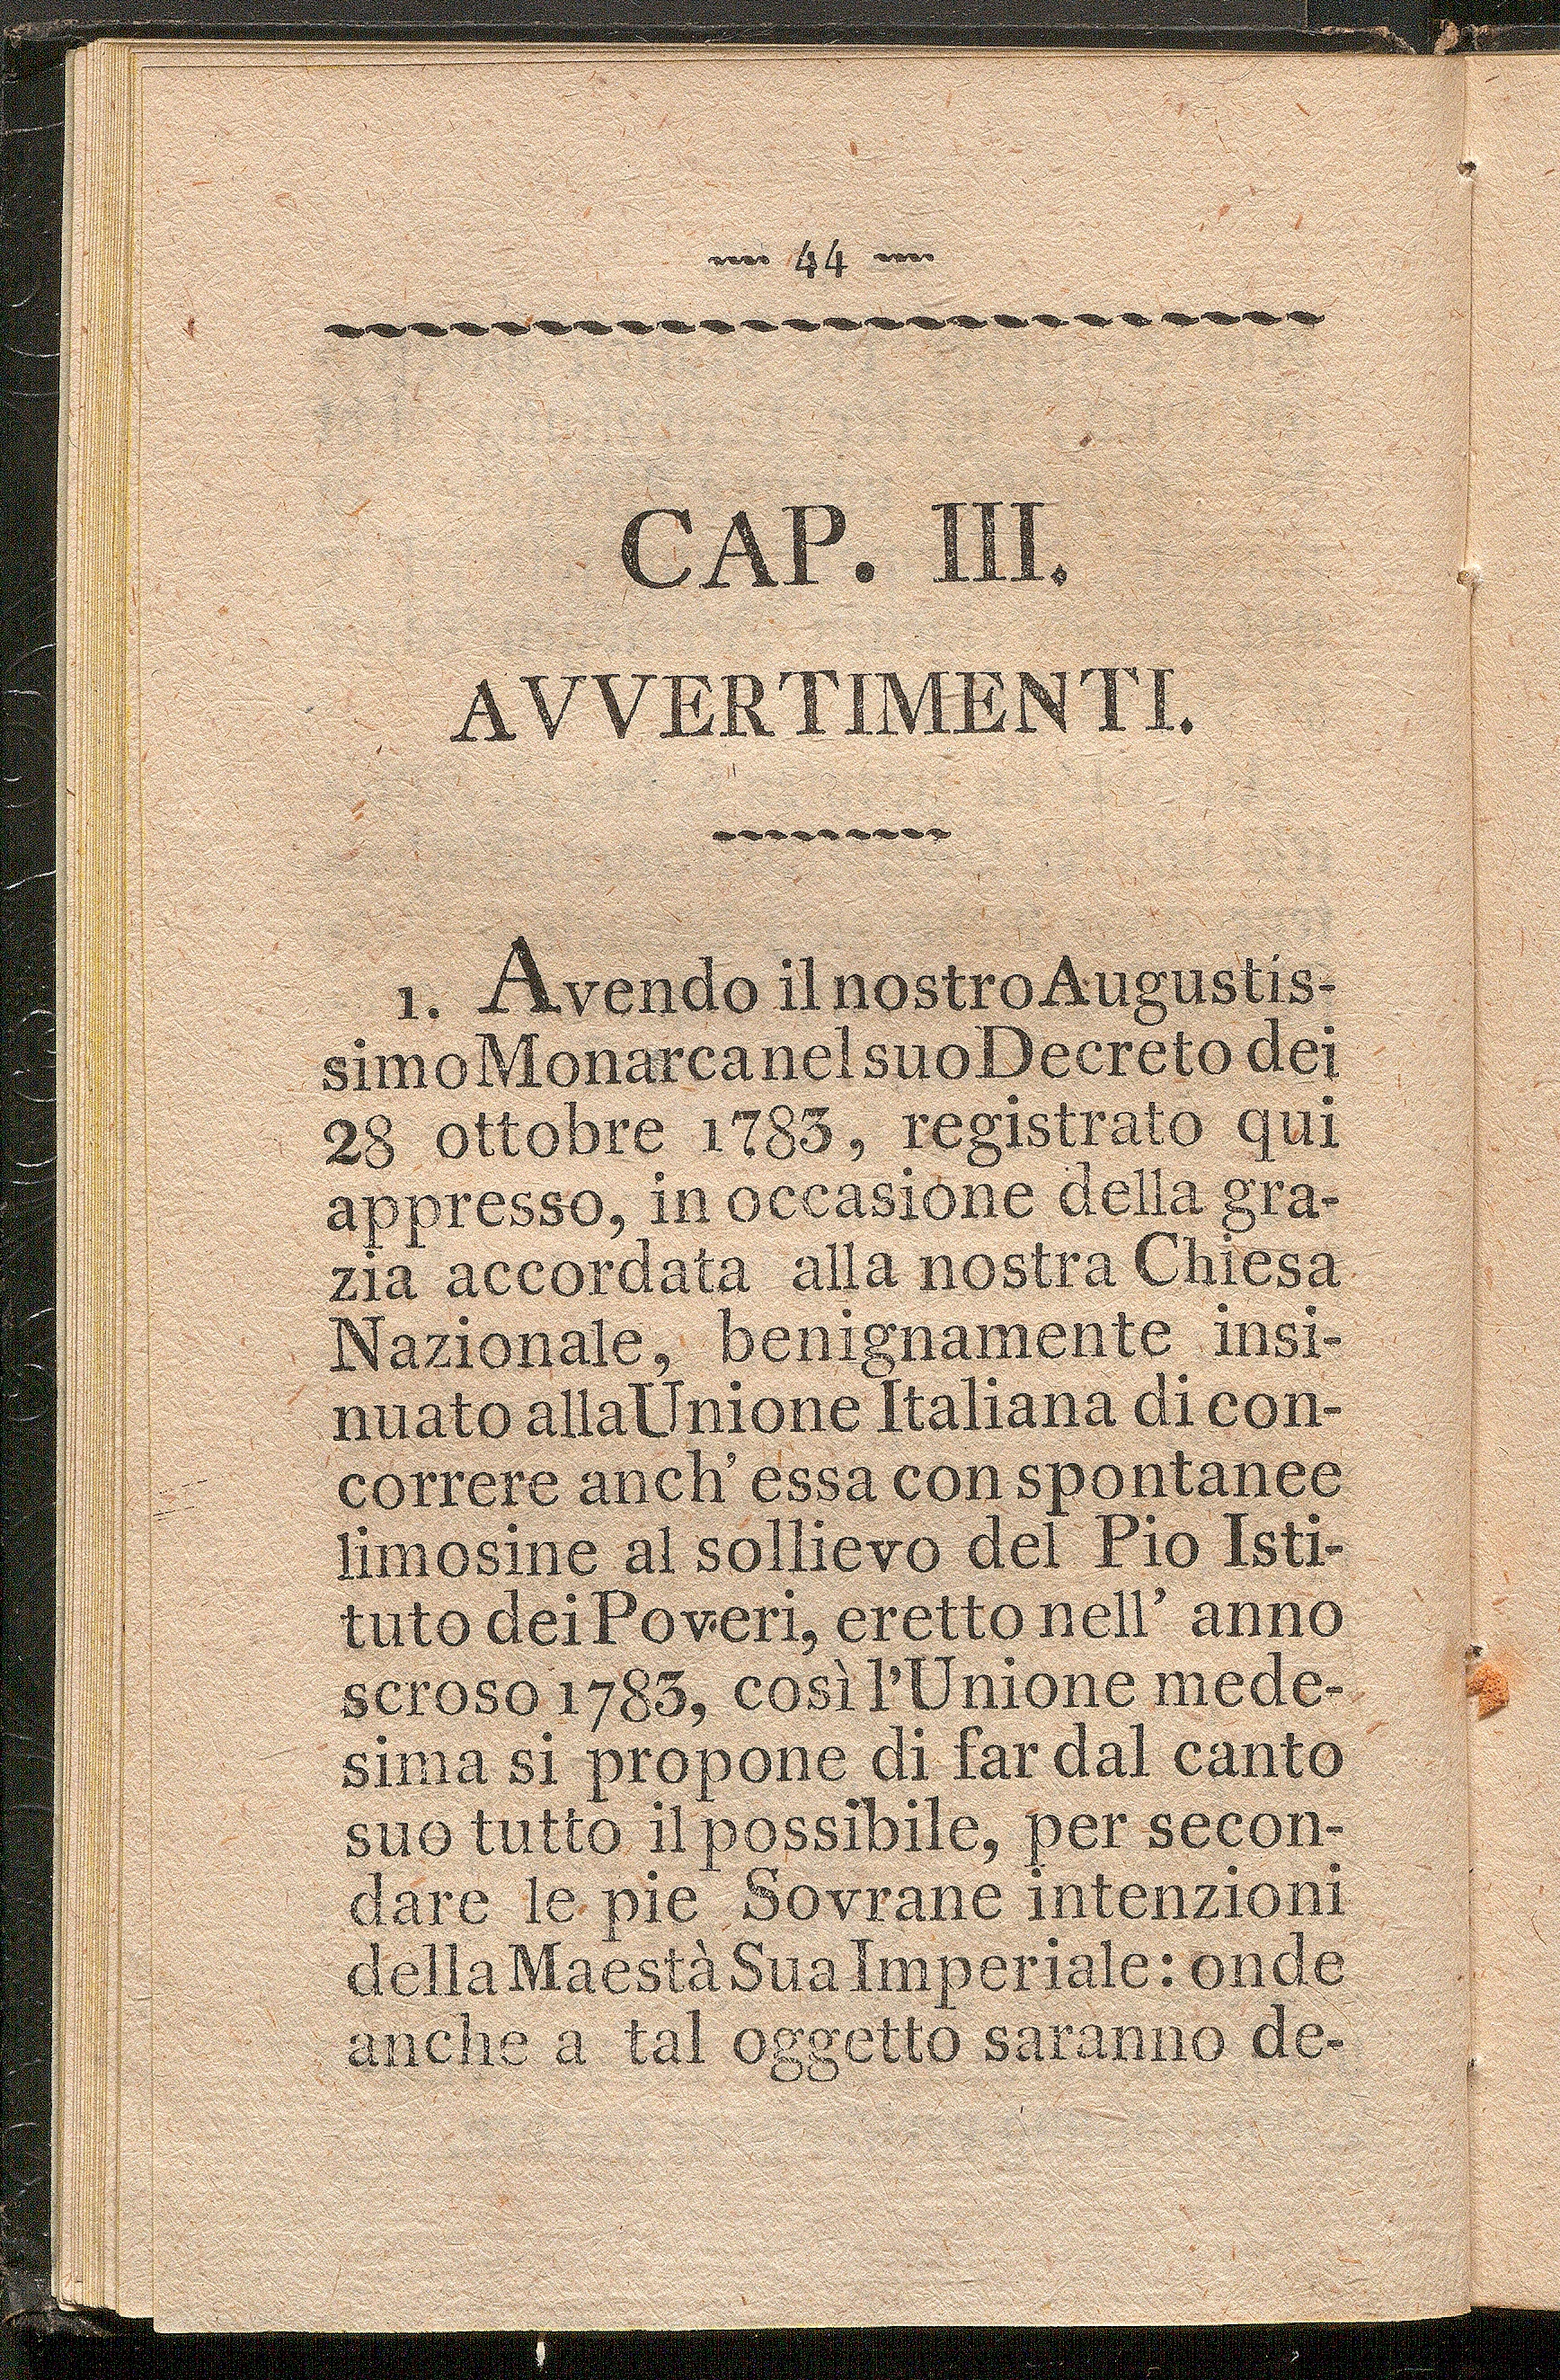 44
CAP. III.
AVVERTIMENTI.
1. Avendo il nostro Augustis-
simo Monarca nel suo Decreto dei
28 ottobre 1783, registrato qui
appresso, in occasione della gra-
zia accordata alla nostra Chiesa
Nazionale, benignamente insi-
nuato alla Unione Italiana di con-
correre anch' essa con spontanee
limosine al sollievo del Pio Isti-
tuto dei Poveri, eretto nell' anno
scroso 1783, così l'Unione mede-
sima si propone di far dal canto
suo tutto il possibile, per secon-
dare le pie Sovrane intenzioni
della Maestà Sua Imperiale: onde
anche a tal oggetto saranno de-